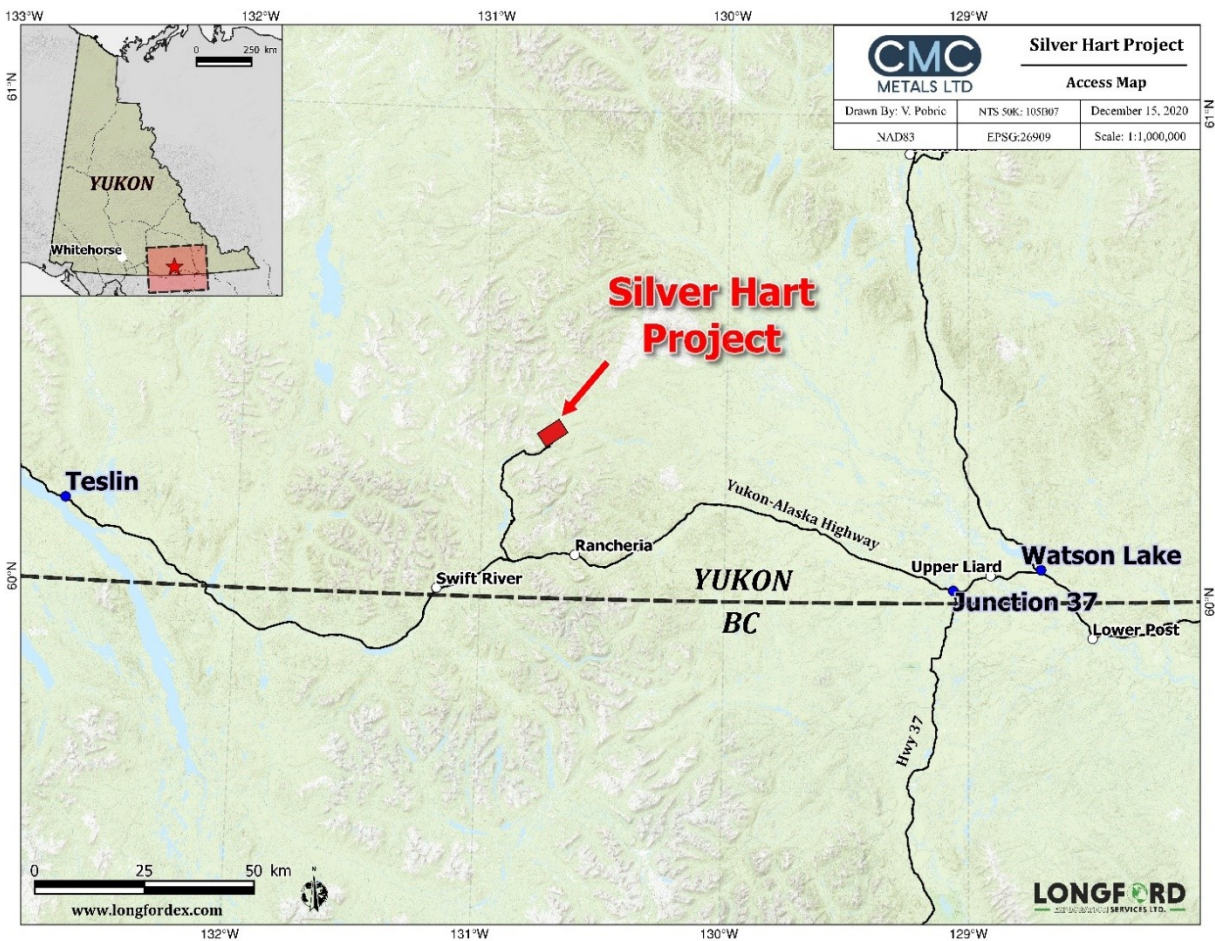 133°W
132°W
131°W
130°W
129°W
0 250 km
YUKON
Whitehorse
CMC
METALS LTD
Silver Hart Project
Access Map
Drawn By: V. Pobric
NTS 50K: 105B07
December 15, 2020
NAD83
EPSG:26909
Scale: 1:1,000,000
61°N
61°N
Silver Hart
Project
Teslin
Yukon-Alaska Highway
Rancheria
Swift River
Upper Liard
Watson Lake
60°N
YUKON
BC
Junction 37
60°N
Lower Post
Hwy 37
0 25 50 km
N
www.longfordex.com
LONGFORD
EXPLORATION SERVICES LTD.
132°W
131°W
130°W
129°W